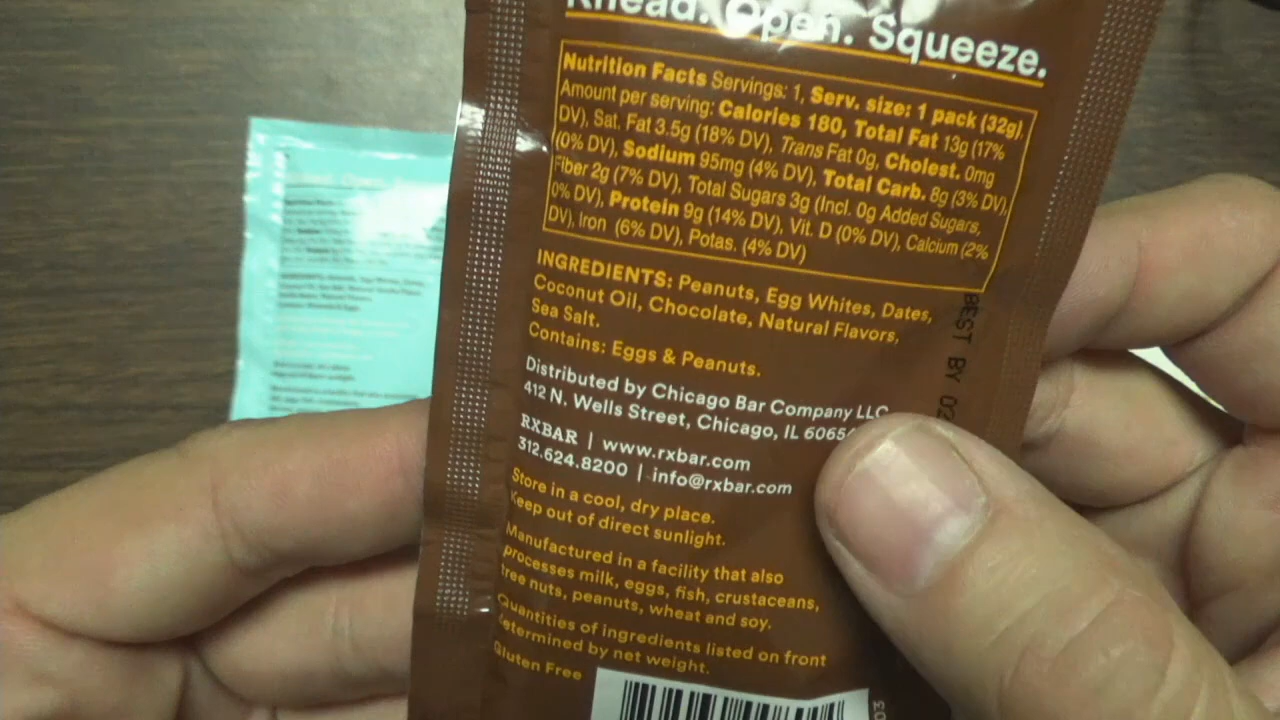 Knead. Open. Squeeze.
Nutrition Facts Servings: 1, Serv. size: 1 pack (32g),
Amount per serving: Calories 180, Total Fat 13g (17%
DV), Sat. Fat 3.5g (18% DV), Trans Fat 0g, Cholest. 0mg
(0% DV), Sodium 95mg (4% DV), Total Carb. 8g (3% DV),
Fiber 2g (7% DV), Total Sugars 3g (Incl. 0g Added Sugars,
0% DV), Protein 9g (14% DV), Vit. D (0% DV), Calcium (2%
DV), Iron (6% DV), Potas. (4% DV)
INGREDIENTS: Peanuts, Egg Whites, Dates,
Coconut Oil, Chocolate, Natural Flavors,
Sea Salt.
Contains: Eggs & Peanuts.
Distributed by Chicago Bar Company LLC
412 N. Wells Street, Chicago, IL 60654
RXBAR | www.rxbar.com
312.624.8200 | info@rxbar.com
Store in a cool, dry place.
Keep out of direct sunlight.
Manufactured in a facility that also
processes milk, eggs, fish, crustaceans,
tree nuts, peanuts, wheat and soy.
Quantities of ingredients listed on front
determined by net weight.
Gluten Free
BEST BY 02